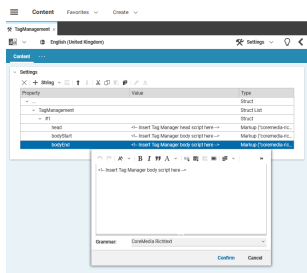 Content Favorites Create
TagManagement ×
English (United Kingdom) Settings
Content
Settings
String
Property Value Type
... Struct
TagManagement Struct List
#1 Struct
head <!-- Insert Tag Manager head script here --> Markup ("coremedia-ric...
bodyStart <!-- Insert Tag Manager body script here --> Markup ("coremedia-ric...
bodyEnd <!-- Insert Tag Manager body script here --> Markup ("coremedia-ric...
B I
<!-- Insert Tag Manager body script here -->
Grammar: CoreMedia Richtext
Confirm Cancel